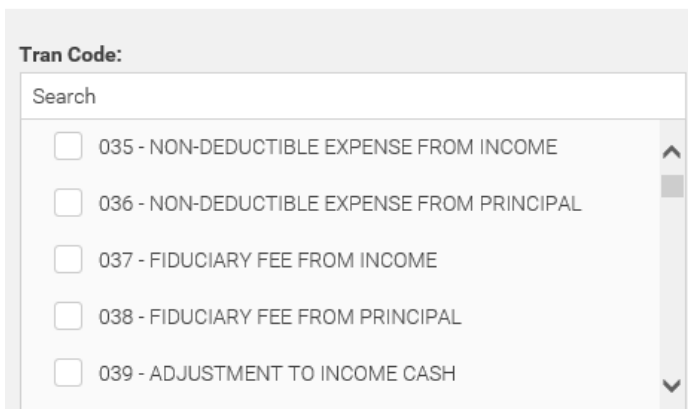 Tran Code:
Search
035 - NON-DEDUCTIBLE EXPENSE FROM INCOME
036 - NON-DEDUCTIBLE EXPENSE FROM PRINCIPAL
037 - FIDUCIARY FEE FROM INCOME
038 - FIDUCIARY FEE FROM PRINCIPAL
039 - ADJUSTMENT TO INCOME CASH